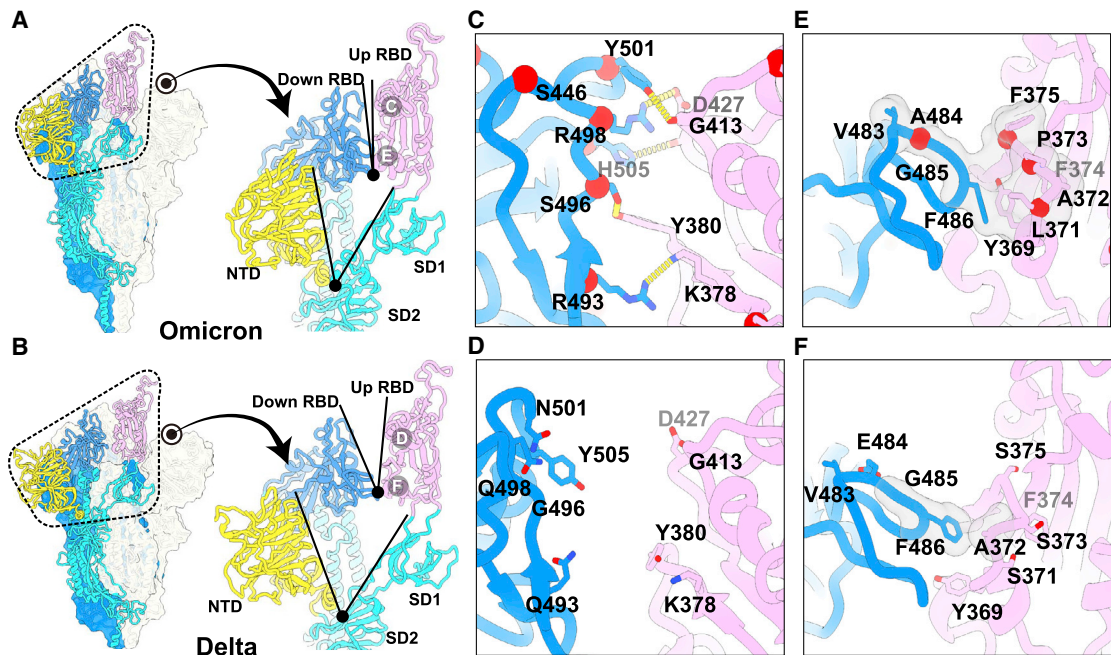 A
Up RBD
Down RBD
C
E
NTD
SD1
SD2
Omicron
B
Up RBD
Down RBD
D
F
NTD
SD1
SD2
Delta
C
Y501
S446
D427
R498
G413
H505
S496
Y380
R493
K378
D
N501
D427
Y505
G413
Q498
G496
Y380
Q493
K378
E
F375
A484
V483
P373
G485
F374
A372
F486
L371
Y369
F
E484
S375
G485
V483
F374
F486
A372
S373
S371
Y369